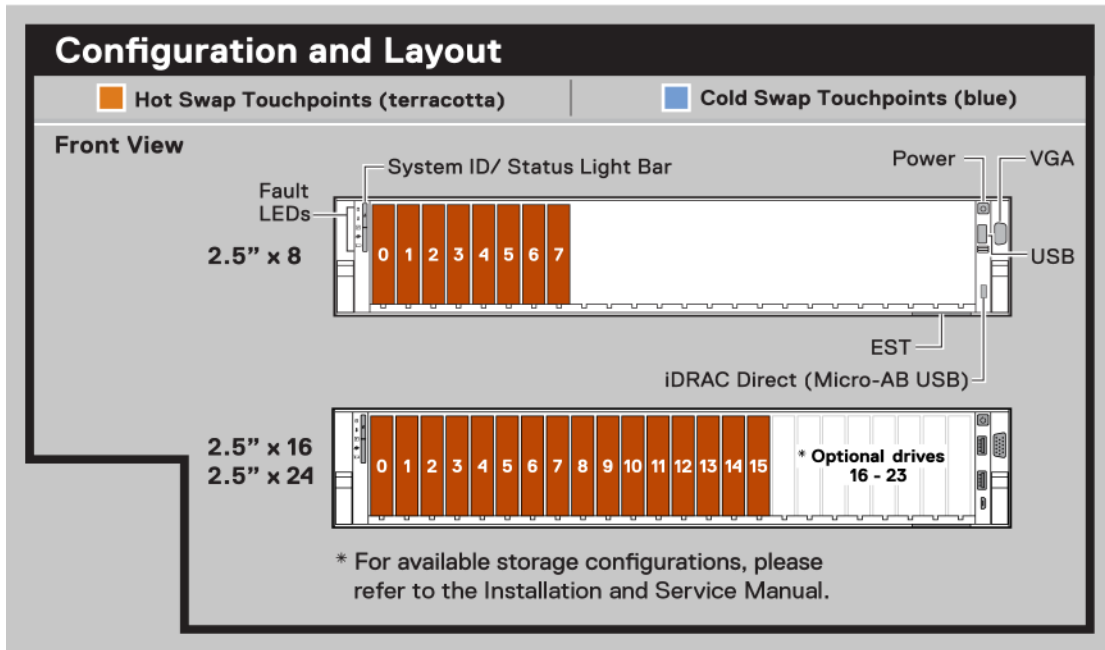 Configuration and Layout
Hot Swap Touchpoints (terracotta)
Cold Swap Touchpoints (blue)
Front View
System ID/ Status Light Bar
Power
VGA
Fault
LEDs
2.5” x 8
0 1 2 3 4 5 6 7
USB
EST
iDRAC Direct (Micro-AB USB)
2.5” x 16
2.5” x 24
0 1 2 3 4 5 6 7 8 9 10 11 12 13 14 15
* Optional drives
16 - 23
* For available storage configurations, please
refer to the Installation and Service Manual.